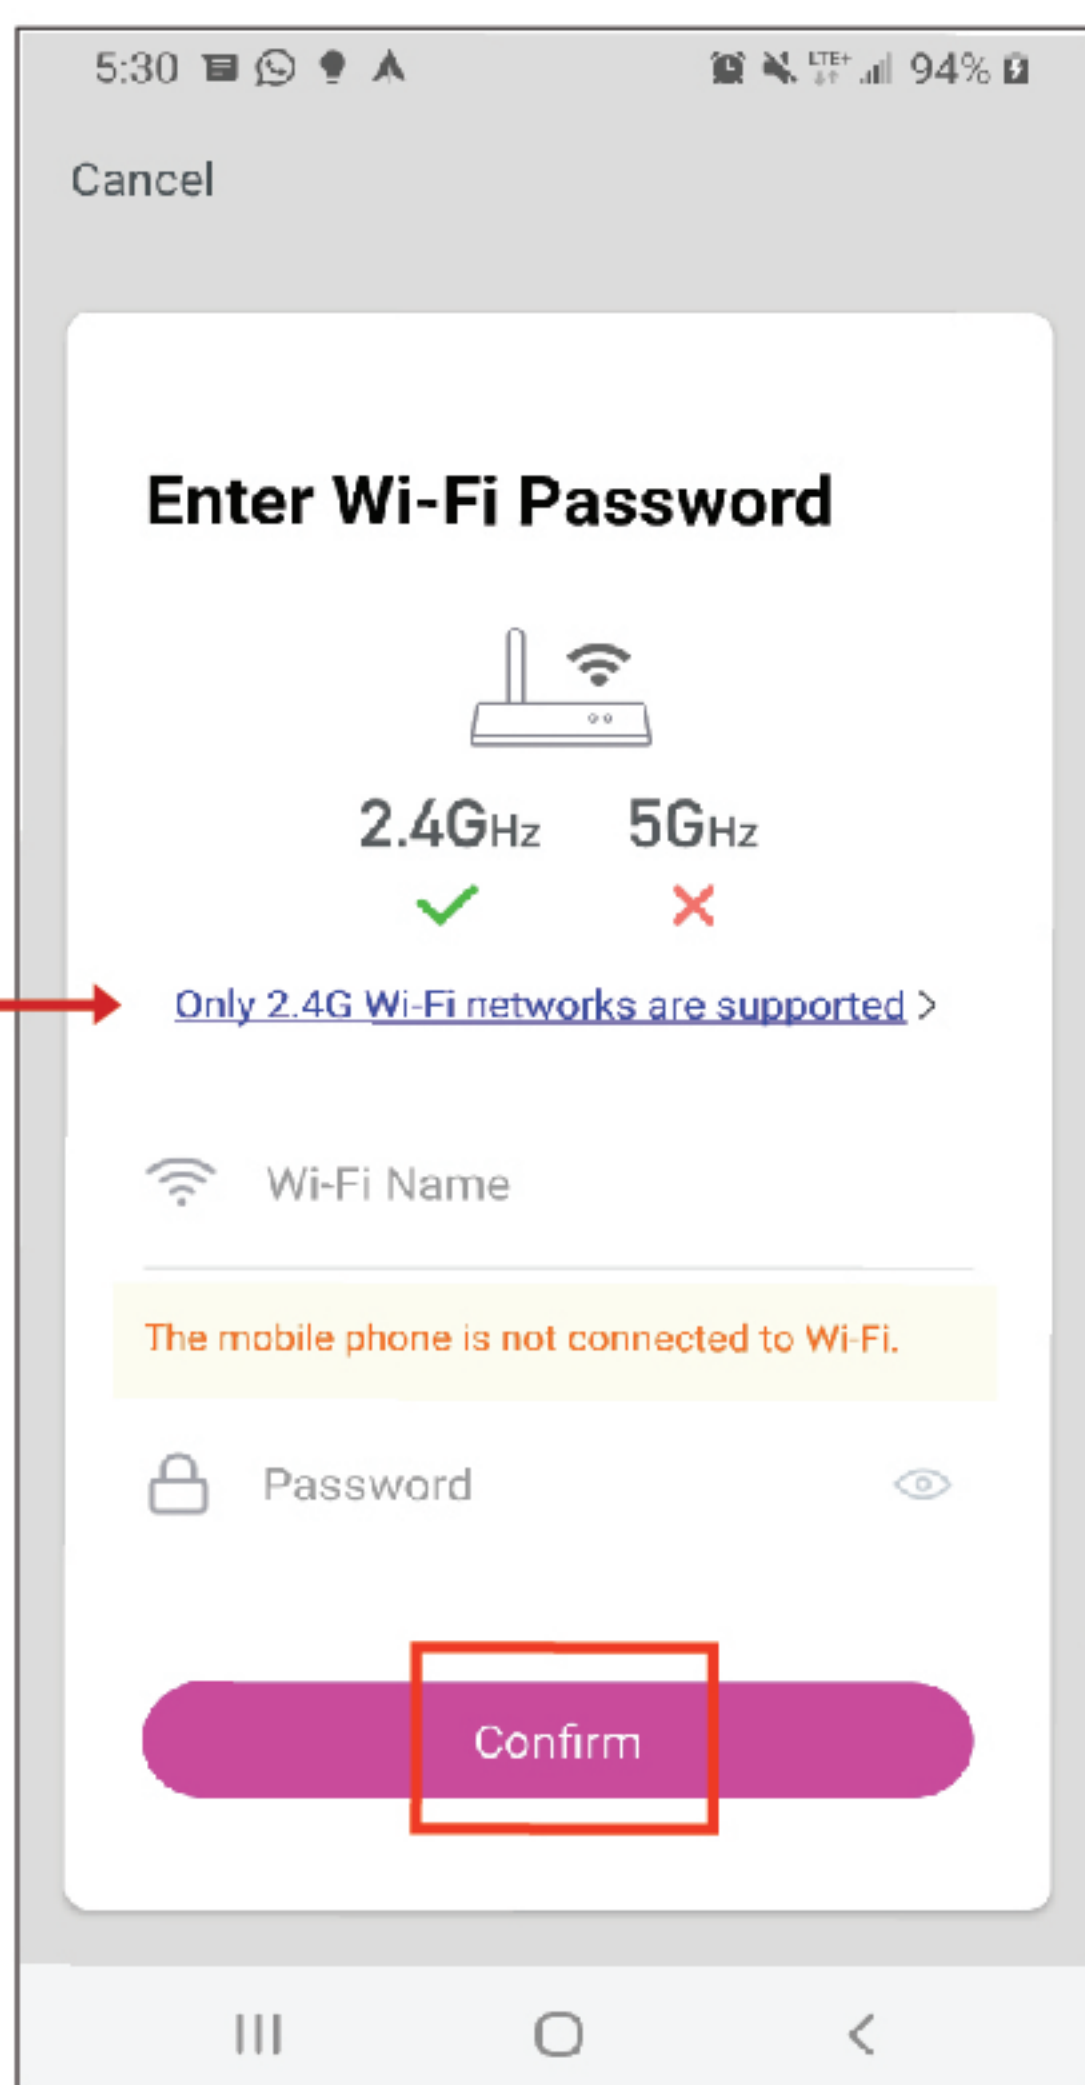 5:30 LTE+ 94%
Cancel
Enter Wi-Fi Password
2.4GHz 5GHz
Only 2.4G Wi-Fi networks are supported >
Wi-Fi Name
The mobile phone is not connected to Wi-Fi.
Password
Confirm